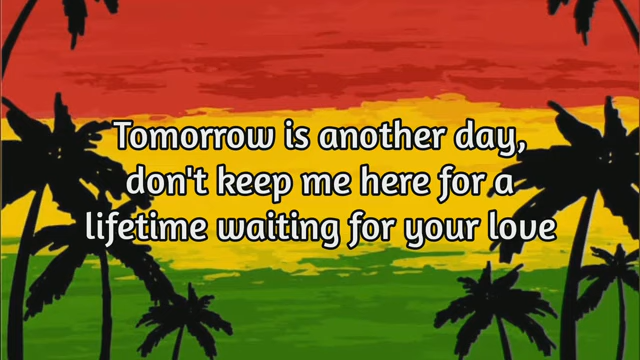 Tomorrow is another day,
don't keep me here for a
lifetime waiting for your love